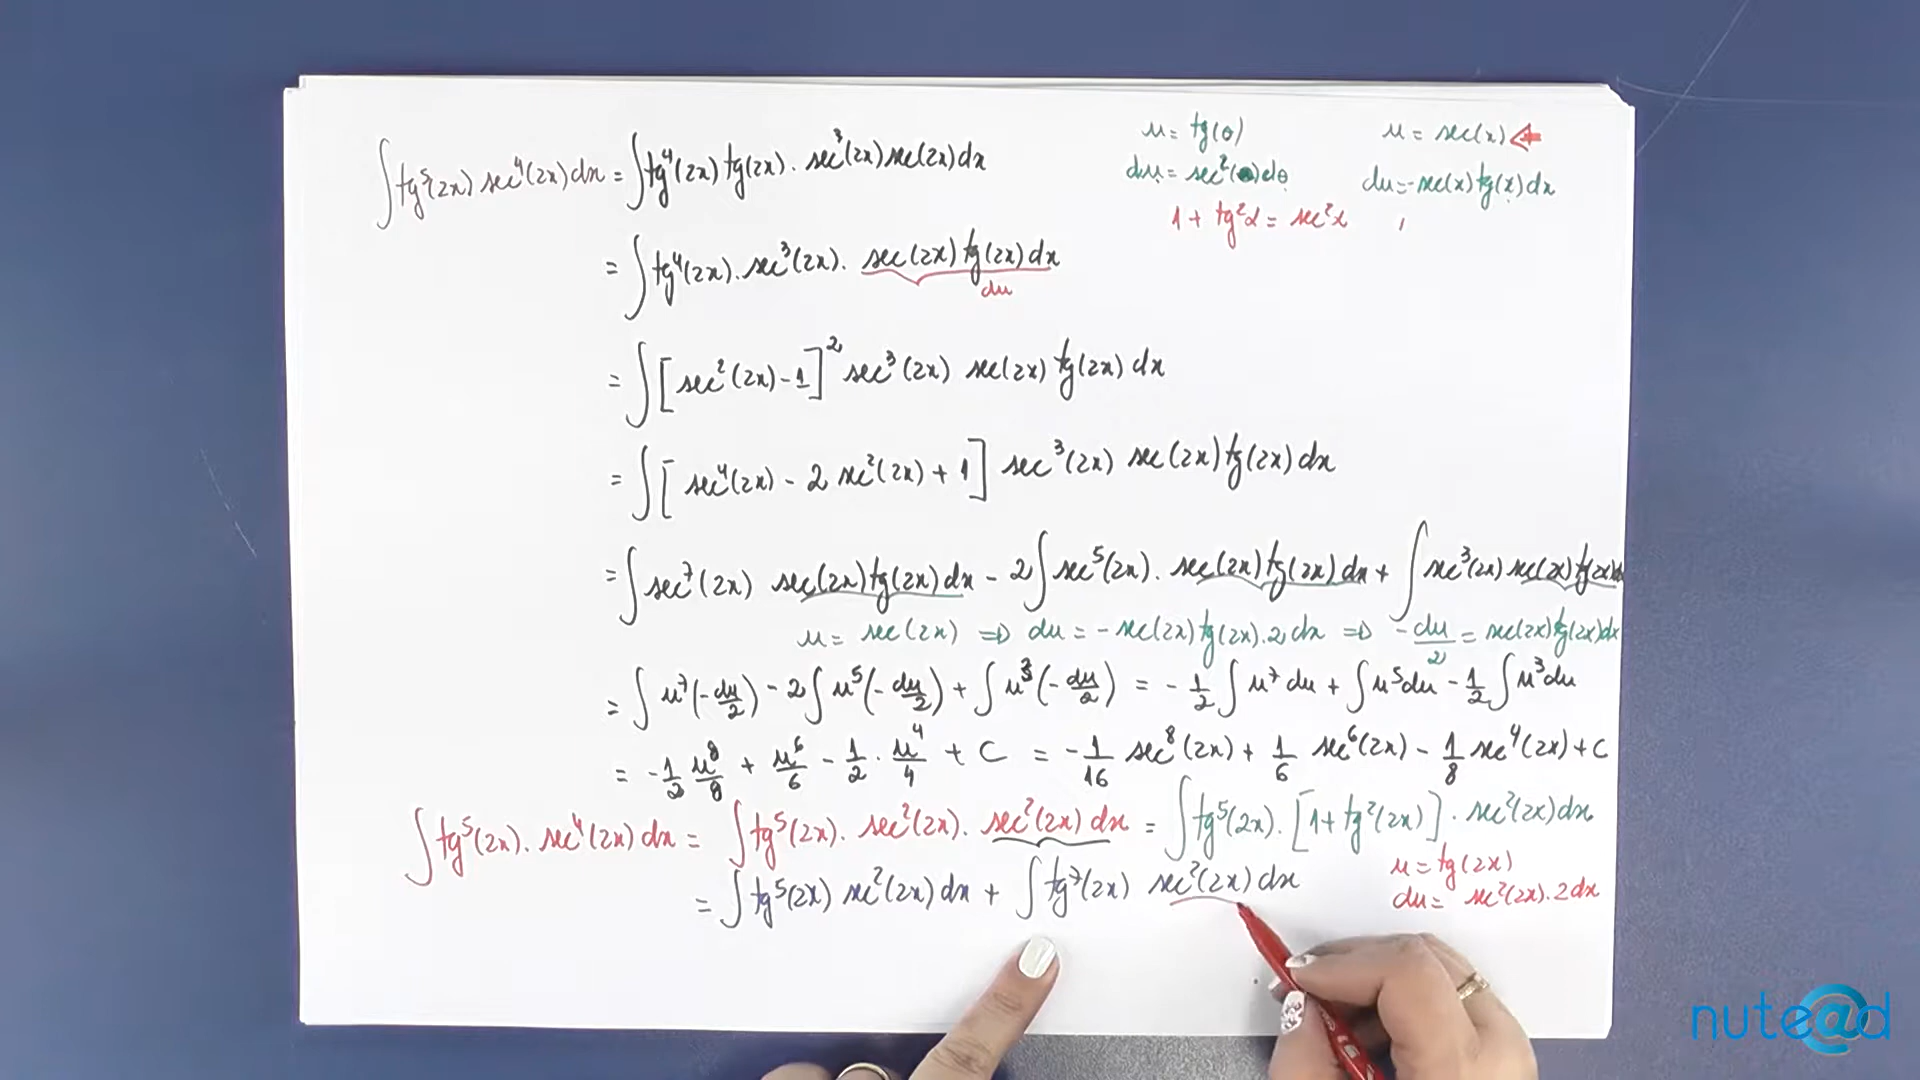 u = tg(θ)
du = sec²(θ)dθ
1 + tg²x = sec²x
u = sec(x)
du = -sec(x)tg(x)dx
∫tg⁵(2x) sec⁴(2x)dx = ∫tg⁴(2x) tg(2x) · sec³(2x) sec(2x)dx
= ∫tg⁴(2x) · sec³(2x) · sec(2x) tg(2x) dx
du
= ∫[sec²(2x) - 1]² sec³(2x) sec(2x) tg(2x) dx
= ∫[sec⁴(2x) - 2 sec²(2x) + 1] sec³(2x) sec(2x) tg(2x) dx
= ∫sec⁷(2x) sec(2x) tg(2x) dx - 2∫sec⁵(2x) · sec(2x) tg(2x) dx + ∫sec³(2x) sec(2x) tg(2x)dx
u = sec(2x) ⇒ du = -sec(2x) tg(2x) · 2 dx ⇒ -du/2 = sec(2x) tg(2x) dx
= ∫u⁷(-du/2) - 2∫u⁵(-du/2) + ∫u³(-du/2) = -1/2 ∫u⁷ du + ∫u⁵du - 1/2 ∫u³du
= -1/2 u⁸/8 + u⁶/6 - 1/2 · u⁴/4 + C = -1/16 sec⁸(2x) + 1/6 sec⁶(2x) - 1/8 sec⁴(2x) + C
∫tg⁵(2x) · sec⁴(2x) dx = ∫tg⁵(2x) · sec²(2x) · sec²(2x) dx = ∫tg⁵(2x) · [1 + tg²(2x)] · sec²(2x)dx
= ∫tg⁵(2x) sec²(2x) dx + ∫tg⁷(2x) sec²(2x) dx
u = tg(2x)
du = sec²(2x) · 2dx
nute@d